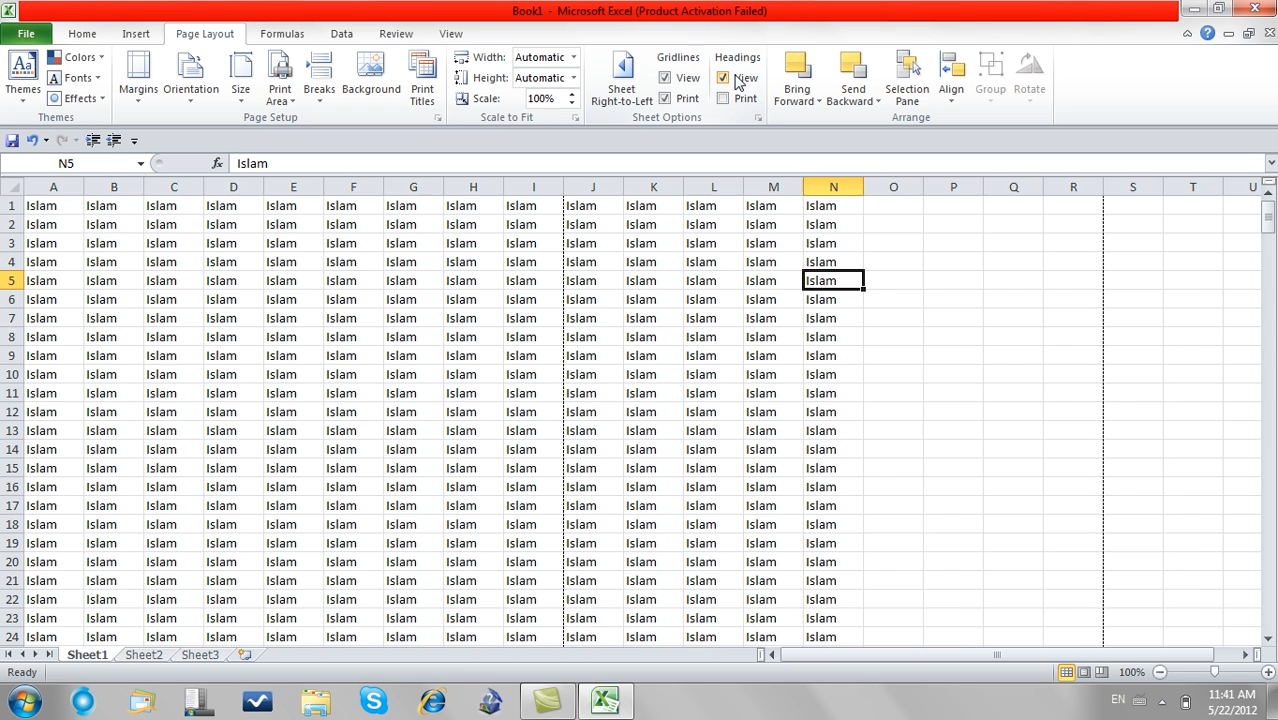 Book1 - Microsoft Excel (Product Activation Failed)
File Home Insert Page Layout Formulas Data Review View
Themes Colors Fonts Effects
Themes
Margins Orientation Size Print Area Breaks Background Print Titles
Page Setup
Width: Automatic
Height: Automatic
Scale: 100%
Scale to Fit
Sheet Right-to-Left
Gridlines Headings
View View
Print Print
Sheet Options
Bring Forward Send Backward Selection Pane Align Group Rotate
Arrange
N5 fx Islam
A B C D E F G H I J K L M N O P Q R S T U
1 Islam Islam Islam Islam Islam Islam Islam Islam Islam Islam Islam Islam Islam Islam
2 Islam Islam Islam Islam Islam Islam Islam Islam Islam Islam Islam Islam Islam Islam
3 Islam Islam Islam Islam Islam Islam Islam Islam Islam Islam Islam Islam Islam Islam
4 Islam Islam Islam Islam Islam Islam Islam Islam Islam Islam Islam Islam Islam Islam
5 Islam Islam Islam Islam Islam Islam Islam Islam Islam Islam Islam Islam Islam Islam
6 Islam Islam Islam Islam Islam Islam Islam Islam Islam Islam Islam Islam Islam Islam
7 Islam Islam Islam Islam Islam Islam Islam Islam Islam Islam Islam Islam Islam Islam
8 Islam Islam Islam Islam Islam Islam Islam Islam Islam Islam Islam Islam Islam Islam
9 Islam Islam Islam Islam Islam Islam Islam Islam Islam Islam Islam Islam Islam Islam
10 Islam Islam Islam Islam Islam Islam Islam Islam Islam Islam Islam Islam Islam Islam
11 Islam Islam Islam Islam Islam Islam Islam Islam Islam Islam Islam Islam Islam Islam
12 Islam Islam Islam Islam Islam Islam Islam Islam Islam Islam Islam Islam Islam Islam
13 Islam Islam Islam Islam Islam Islam Islam Islam Islam Islam Islam Islam Islam Islam
14 Islam Islam Islam Islam Islam Islam Islam Islam Islam Islam Islam Islam Islam Islam
15 Islam Islam Islam Islam Islam Islam Islam Islam Islam Islam Islam Islam Islam Islam
16 Islam Islam Islam Islam Islam Islam Islam Islam Islam Islam Islam Islam Islam Islam
17 Islam Islam Islam Islam Islam Islam Islam Islam Islam Islam Islam Islam Islam Islam
18 Islam Islam Islam Islam Islam Islam Islam Islam Islam Islam Islam Islam Islam Islam
19 Islam Islam Islam Islam Islam Islam Islam Islam Islam Islam Islam Islam Islam Islam
20 Islam Islam Islam Islam Islam Islam Islam Islam Islam Islam Islam Islam Islam Islam
21 Islam Islam Islam Islam Islam Islam Islam Islam Islam Islam Islam Islam Islam Islam
22 Islam Islam Islam Islam Islam Islam Islam Islam Islam Islam Islam Islam Islam Islam
23 Islam Islam Islam Islam Islam Islam Islam Islam Islam Islam Islam Islam Islam Islam
24 Islam Islam Islam Islam Islam Islam Islam Islam Islam Islam Islam Islam Islam Islam
Sheet1 Sheet2 Sheet3
Ready 100%
EN 11:41 AM
5/22/2012